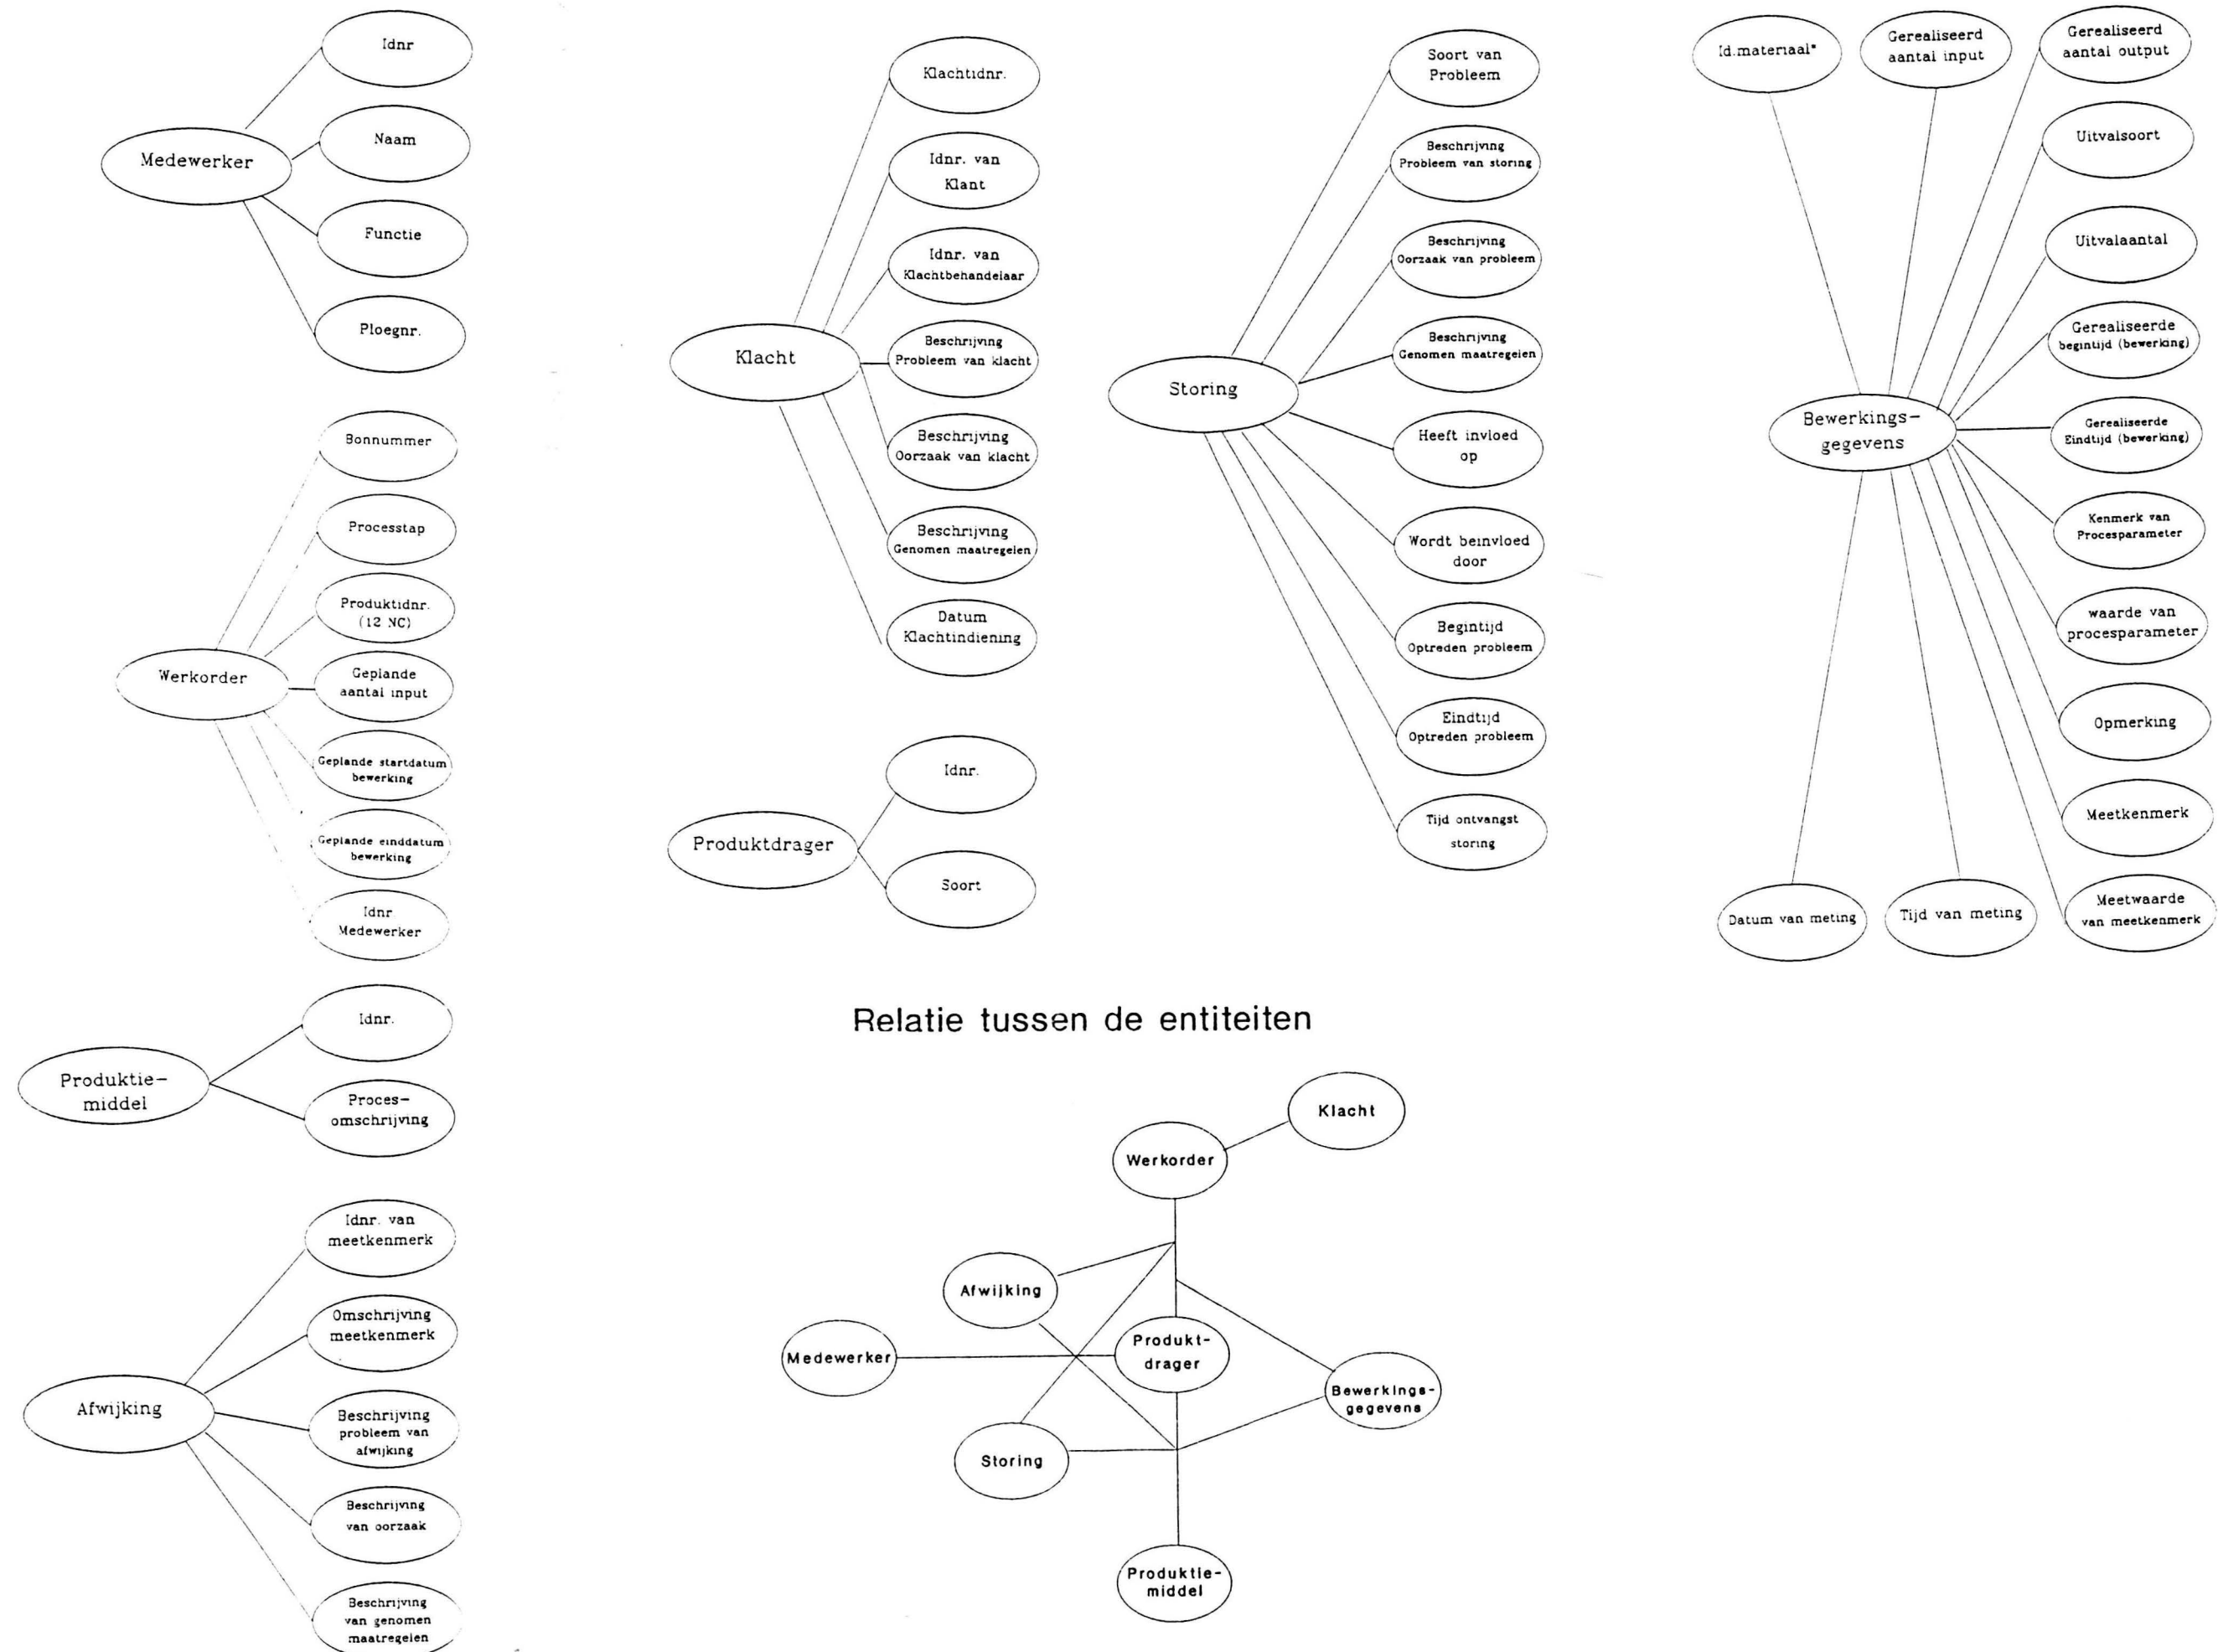 Medewerker
Idnr
Naam
Functie
Ploegnr.
Werkorder
Bonnummer
Processtap
Produktidnr.
(12 NC)
Geplande
aantal input
Geplande startdatum
bewerking
Geplande einddatum
bewerking
Idnr
Medewerker
Produktie-
middel
Idnr.
Proces-
omschrijving
Afwijking
Idnr. van
meetkenmerk
Omschrijving
meetkenmerk
Beschrijving
probleem van
afwijking
Beschrijving
van oorzaak
Beschrijving
van genomen
maatregelen
Klacht
Klachtidnr.
Idnr. van
Klant
Idnr. van
Klachtbehandelaar
Beschrijving
Probleem van klacht
Beschrijving
Oorzaak van klacht
Beschrijving
Genomen maatregelen
Datum
Klachtindiening
Produktdrager
Idnr.
Soort
Storing
Soort van
Probleem
Beschrijving
Probleem van storing
Beschrijving
Oorzaak van probleem
Beschrijving
Genomen maatregelen
Heeft invloed
op
Wordt beinvloed
door
Begintijd
Optreden probleem
Eindtijd
Optreden probleem
Tijd ontvangst
storing
Bewerkings-
gegevens
Id.materiaal*
Gerealiseerd
aantal input
Gerealiseerd
aantal output
Uitvalsoort
Uitvalaantal
Gerealiseerde
begintijd (bewerking)
Gerealiseerde
Eindtijd (bewerking)
Kenmerk van
Procesparameter
waarde van
procesparameter
Opmerking
Meetkenmerk
Meetwaarde
van meetkenmerk
Tijd van meting
Datum van meting
Relatie tussen de entiteiten
Klacht
Werkorder
Afwijking
Medewerker
Produkt-
drager
Bewerkings-
gegevens
Storing
Produktie-
middel